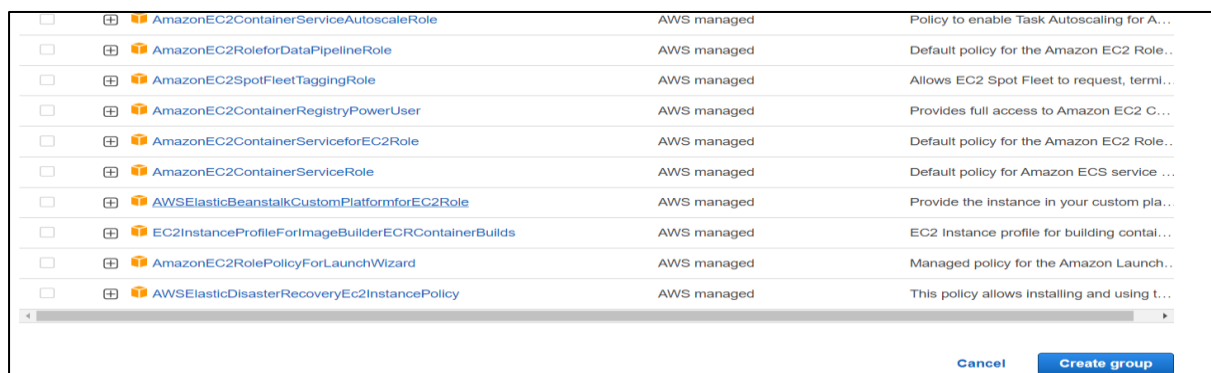 AmazonEC2ContainerServiceAutoscaleRole AWS managed Policy to enable Task Autoscaling for A...
AmazonEC2RoleforDataPipelineRole AWS managed Default policy for the Amazon EC2 Role...
AmazonEC2SpotFleetTaggingRole AWS managed Allows EC2 Spot Fleet to request, termi...
AmazonEC2ContainerRegistryPowerUser AWS managed Provides full access to Amazon EC2 C...
AmazonEC2ContainerServiceforEC2Role AWS managed Default policy for the Amazon EC2 Role...
AmazonEC2ContainerServiceRole AWS managed Default policy for Amazon ECS service ...
AWSElasticBeanstalkCustomPlatformforEC2Role AWS managed Provide the instance in your custom pla...
EC2InstanceProfileForImageBuilderECRContainerBuilds AWS managed EC2 Instance profile for building contai...
AmazonEC2RolePolicyForLaunchWizard AWS managed Managed policy for the Amazon Launch...
AWSElasticDisasterRecoveryEc2InstancePolicy AWS managed This policy allows installing and using t...
Cancel Create group